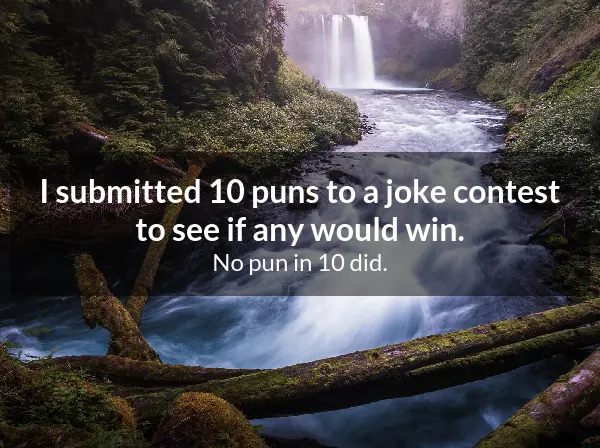 I submitted 10 puns to a joke contest
to see if any would win.
No pun in 10 did.